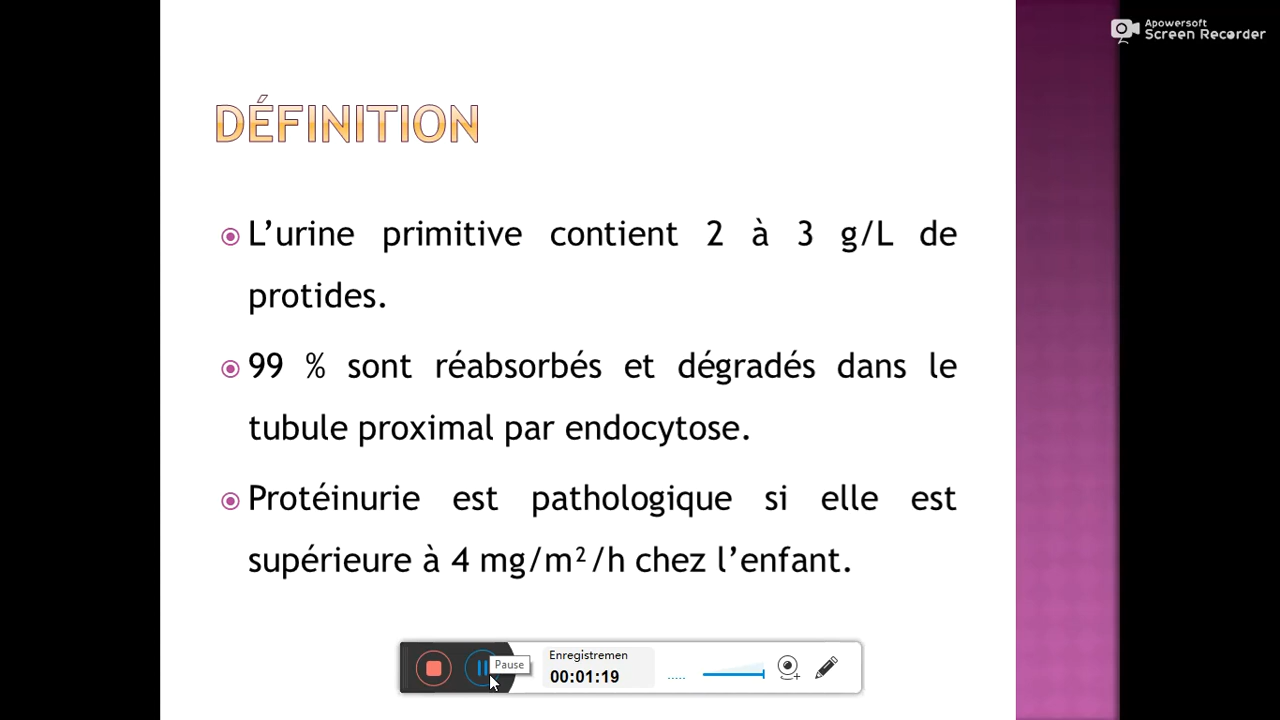 Apowersoft
Screen Recorder
DÉFINITION
L’urine primitive contient 2 à 3 g/L de
protides.
99 % sont réabsorbés et dégradés dans le
tubule proximal par endocytose.
Protéinurie est pathologique si elle est
supérieure à 4 mg/m²/h chez l’enfant.
Enregistremen
Pause
00:01:19